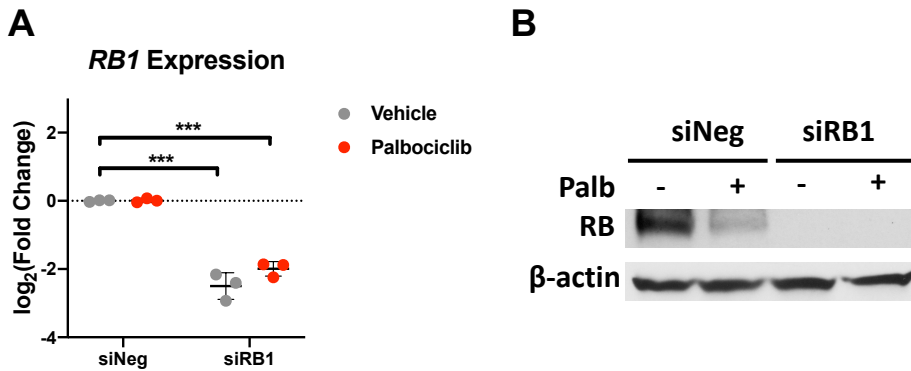 A
RB1 Expression
log₂(Fold Change)
2
0
-2
-4
***
***
siNeg
siRB1
Vehicle
Palbociclib
B
siNeg siRB1
Palb - + - +
RB
β-actin